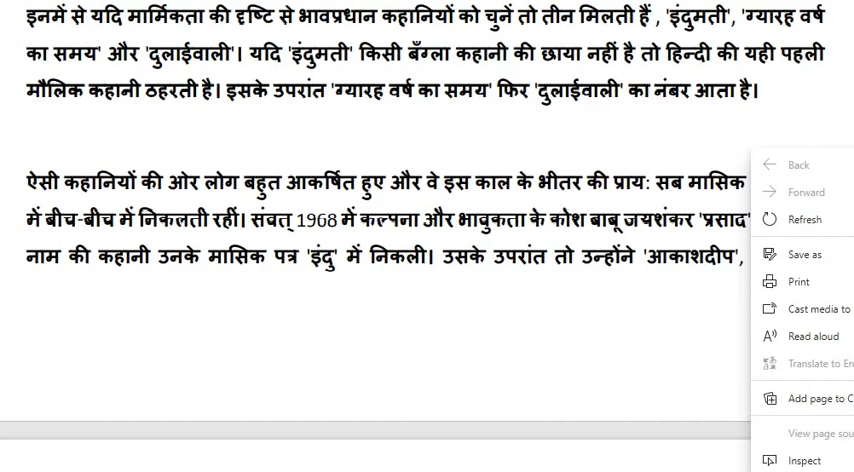 इनमें से यदि मार्मिकता की दृष्टि से भावप्रधान कहानियों को चुनें तो तीन मिलती हैं , 'इंदुमती', 'ग्यारह वर्ष
का समय' और 'दुलाईवाली'। यदि 'इंदुमती' किसी बँग्ला कहानी की छाया नहीं है तो हिन्दी की यही पहली
मौलिक कहानी ठहरती है। इसके उपरांत 'ग्यारह वर्ष का समय' फिर 'दुलाईवाली' का नंबर आता है।
ऐसी कहानियों की ओर लोग बहुत आकर्षित हुए और वे इस काल के भीतर की प्राय: सब मासिक
में बीच-बीच में निकलती रहीं। संवत् 1968 में कल्पना और भावुकता के कोश बाबू जयशंकर 'प्रसाद'
नाम की कहानी उनके मासिक पत्र 'इंदु' में निकली। उसके उपरांत तो उन्होंने 'आकाशदीप',
Back
Forward
Refresh
Save as
Print
Cast media to
Read aloud
Translate to En
Add page to C
View page sou
Inspect